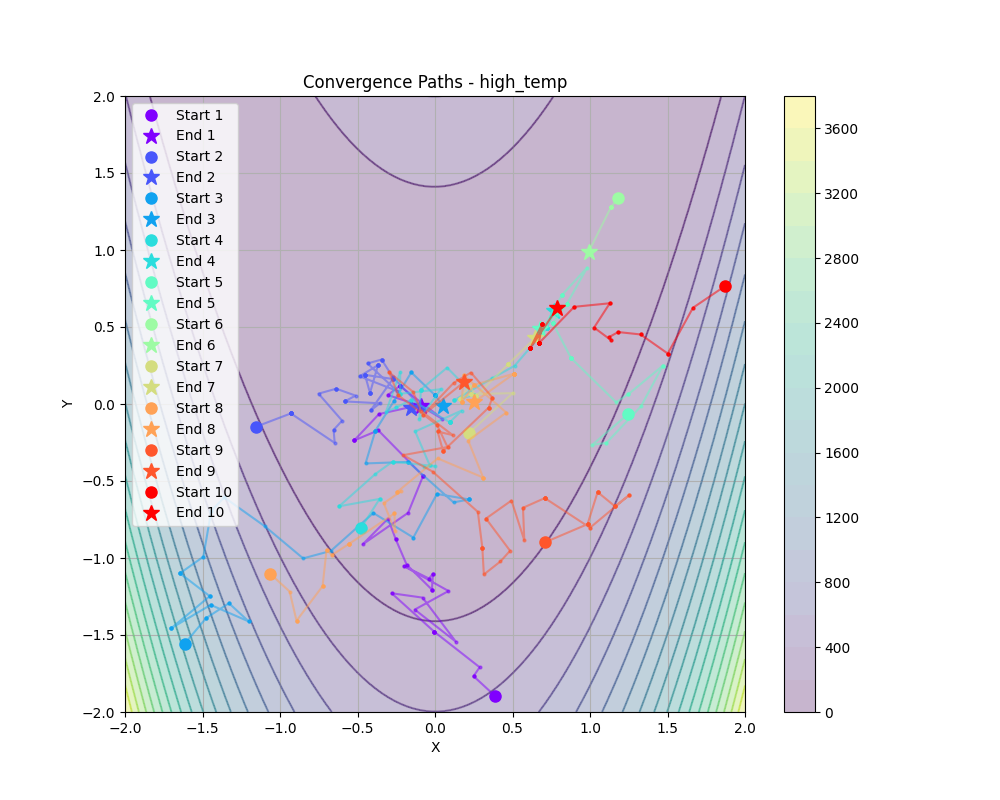 Convergence Paths - high_temp
Y
2.0
1.5
1.0
0.5
0.0
−0.5
−1.0
−1.5
−2.0
Start 1
End 1
Start 2
End 2
Start 3
End 3
Start 4
End 4
Start 5
End 5
Start 6
End 6
Start 7
End 7
Start 8
End 8
Start 9
End 9
Start 10
End 10
−2.0 −1.5 −1.0 −0.5 0.0 0.5 1.0 1.5 2.0
X
3600
3200
2800
2400
2000
1600
1200
800
400
0